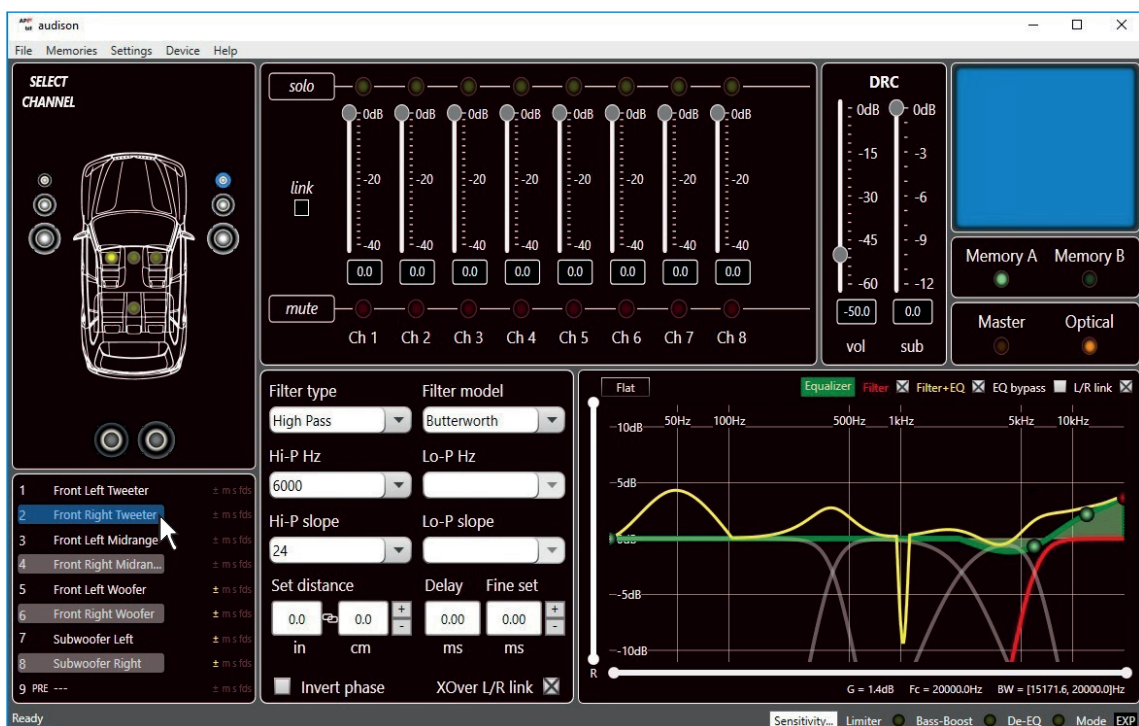 audison
File Memories Settings Device Help
SELECT
CHANNEL
1 Front Left Tweeter ± m s fds
2 Front Right Tweeter ± m s fds
3 Front Left Midrange ± m s fds
4 Front Right Midran... ± m s fds
5 Front Left Woofer ± m s fds
6 Front Right Woofer ± m s fds
7 Subwoofer Left ± m s fds
8 Subwoofer Right ± m s fds
9 PRE --- ± m s fds
solo
0dB 0dB 0dB 0dB 0dB 0dB 0dB 0dB
link
-20 -20 -20 -20 -20 -20 -20 -20
-40 -40 -40 -40 -40 -40 -40 -40
0.0 0.0 0.0 0.0 0.0 0.0 0.0 0.0
mute
Ch 1 Ch 2 Ch 3 Ch 4 Ch 5 Ch 6 Ch 7 Ch 8
DRC
0dB 0dB
-15 -3
-30 -6
-45 -9
-60 -12
-50.0 0.0
vol sub
Memory A Memory B
Master Optical
Filter type Filter model
High Pass Butterworth
Hi-P Hz Lo-P Hz
6000
Hi-P slope Lo-P slope
24
Set distance Delay Fine set
0.0 0.0 + - 0.00 0.00 + -
in cm ms ms
Invert phase XOver L/R link
Flat Equalizer Filter Filter+EQ EQ bypass L/R link
10dB 50Hz 100Hz 500Hz 1kHz 5kHz 10kHz
5dB
0dB
-5dB
-10dB
R
G = 1.4dB Fc = 20000.0Hz BW = [15171.6, 20000.0]Hz
Ready Sensitivity... Limiter Bass-Boost De-EQ Mode EXP